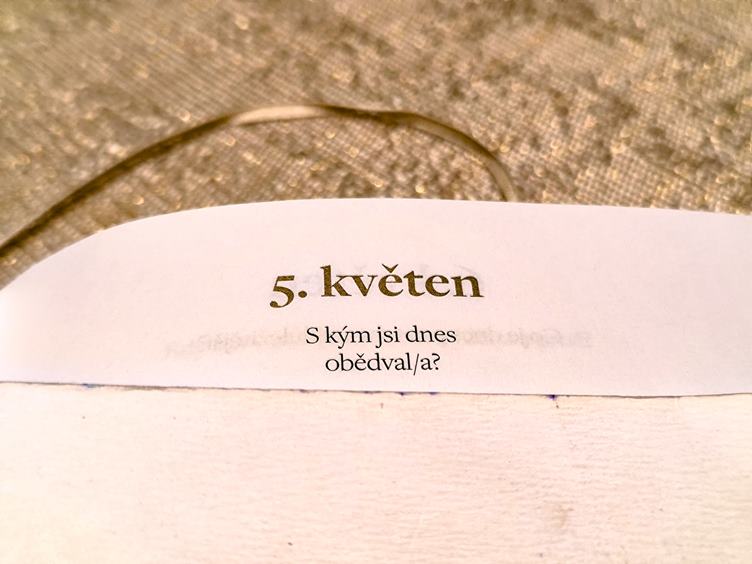 5. květen
S kým jsi dnes
obědval/a?